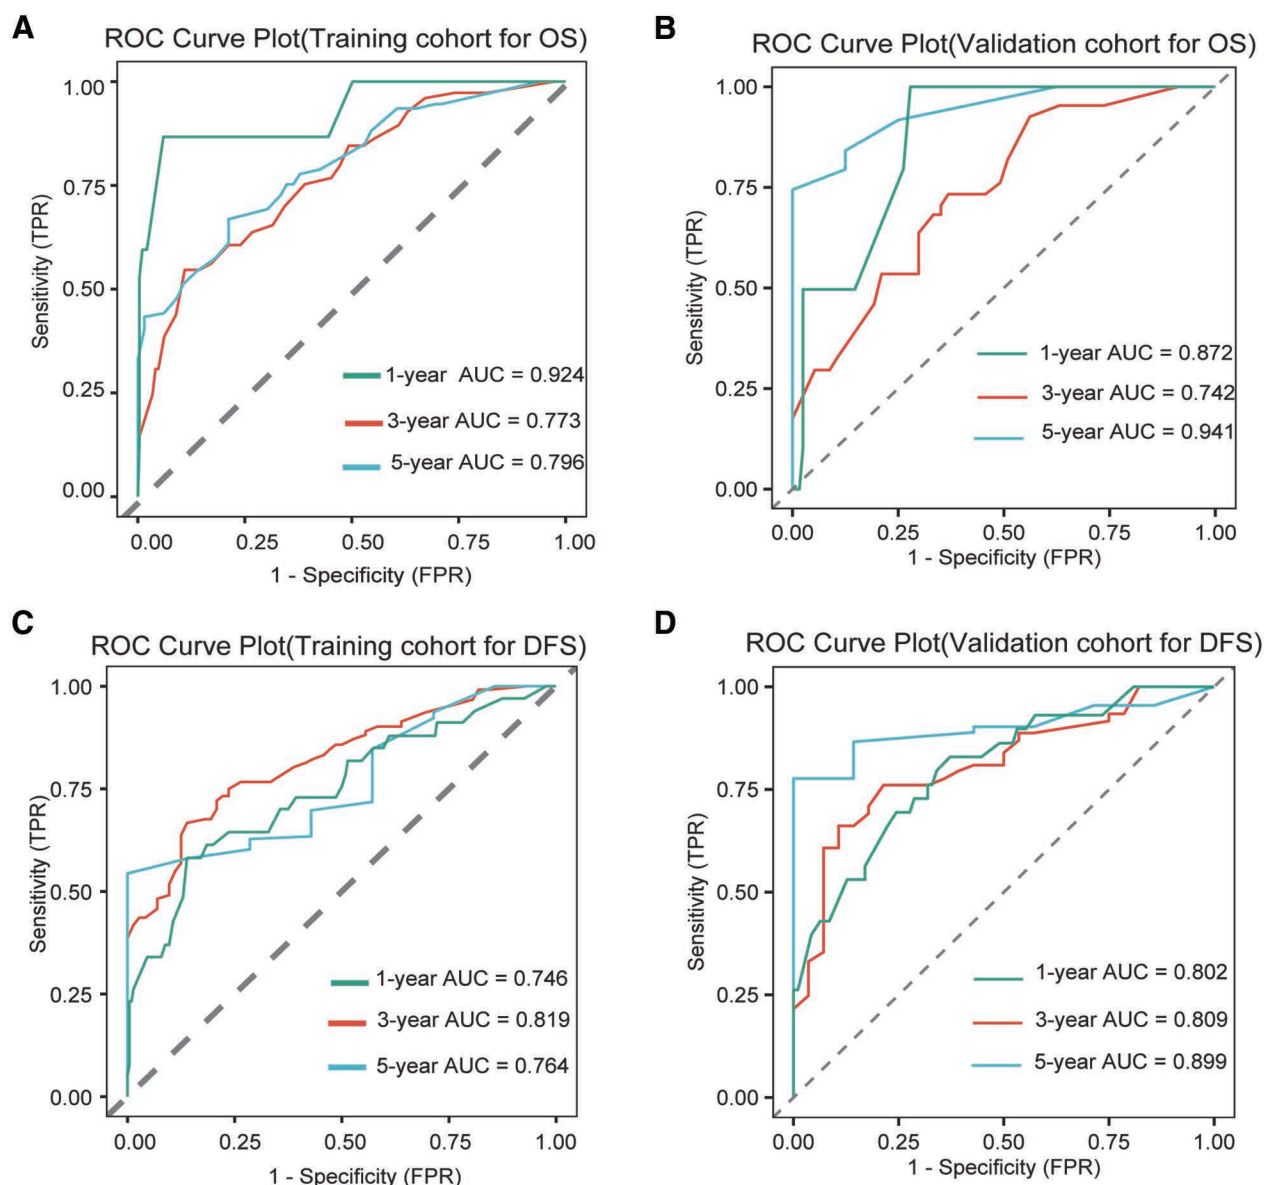 A
ROC Curve Plot(Training cohort for OS)
1.00
0.75
0.50
0.25
0.00
Sensitivity (TPR)
1-year AUC = 0.924
3-year AUC = 0.773
5-year AUC = 0.796
0.00 0.25 0.50 0.75 1.00
1 - Specificity (FPR)
B
ROC Curve Plot(Validation cohort for OS)
1.00
0.75
0.50
0.25
0.00
Sensitivity (TPR)
1-year AUC = 0.872
3-year AUC = 0.742
5-year AUC = 0.941
0.00 0.25 0.50 0.75 1.00
1 - Specificity (FPR)
C
ROC Curve Plot(Training cohort for DFS)
1.00
0.75
0.50
0.25
0.00
Sensitivity (TPR)
1-year AUC = 0.746
3-year AUC = 0.819
5-year AUC = 0.764
0.00 0.25 0.50 0.75 1.00
1 - Specificity (FPR)
D
ROC Curve Plot(Validation cohort for DFS)
1.00
0.75
0.50
0.25
0.00
Sensitivity (TPR)
1-year AUC = 0.802
3-year AUC = 0.809
5-year AUC = 0.899
0.00 0.25 0.50 0.75 1.00
1 - Specificity (FPR)